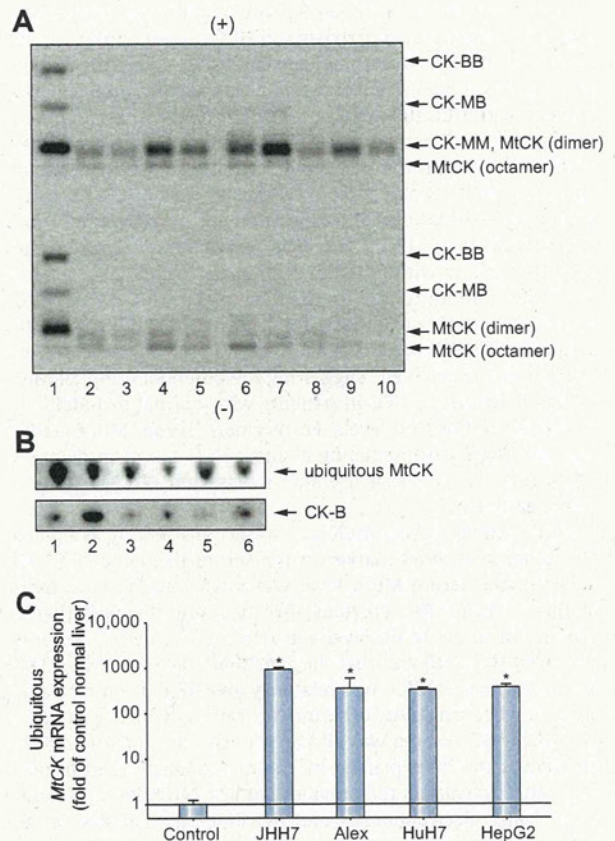 A
(+)
CK-BB
CK-MB
CK-MM, MtCK (dimer)
MtCK (octamer)
CK-BB
CK-MB
MtCK (dimer)
MtCK (octamer)
1 2 3 4 5 6 7 8 9 10
(-)
B
ubiquitous MtCK
CK-B
1 2 3 4 5 6
C
Ubiquitous
MtCK mRNA expression
(fold of control normal liver)
10,000
1000
100
10
1
* * * *
Control JHH7 Alex HuH7 HepG2